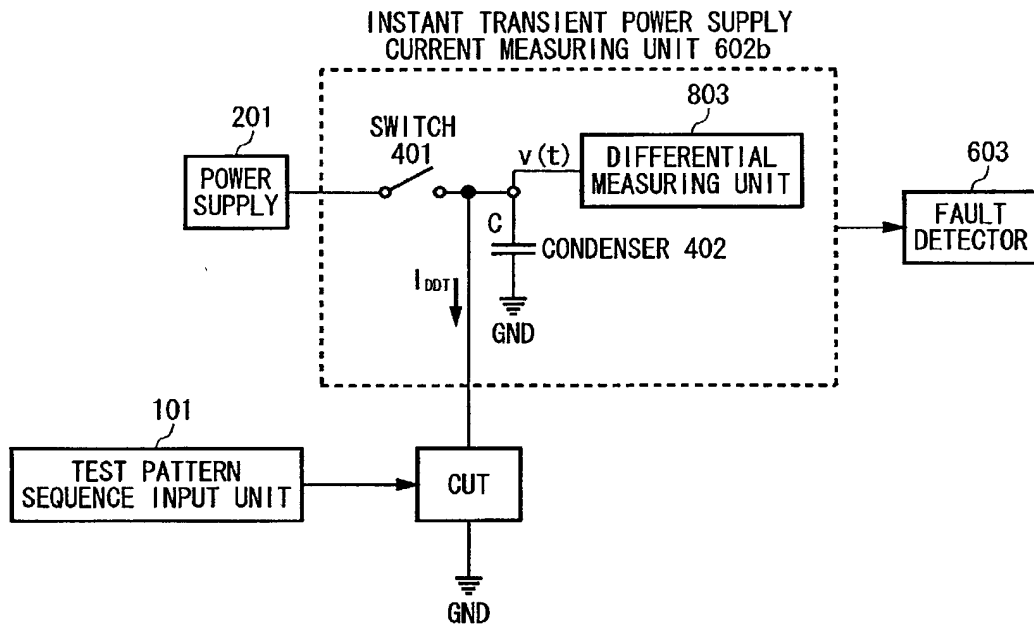 INSTANT TRANSIENT POWER SUPPLY
CURRENT MEASURING UNIT 602b
201
POWER
SUPPLY
SWITCH
401
v(t)
803
DIFFERENTIAL
MEASURING UNIT
603
FAULT
DETECTOR
C
CONDENSER 402
IDDT
GND
101
TEST PATTERN
SEQUENCE INPUT UNIT
CUT
GND